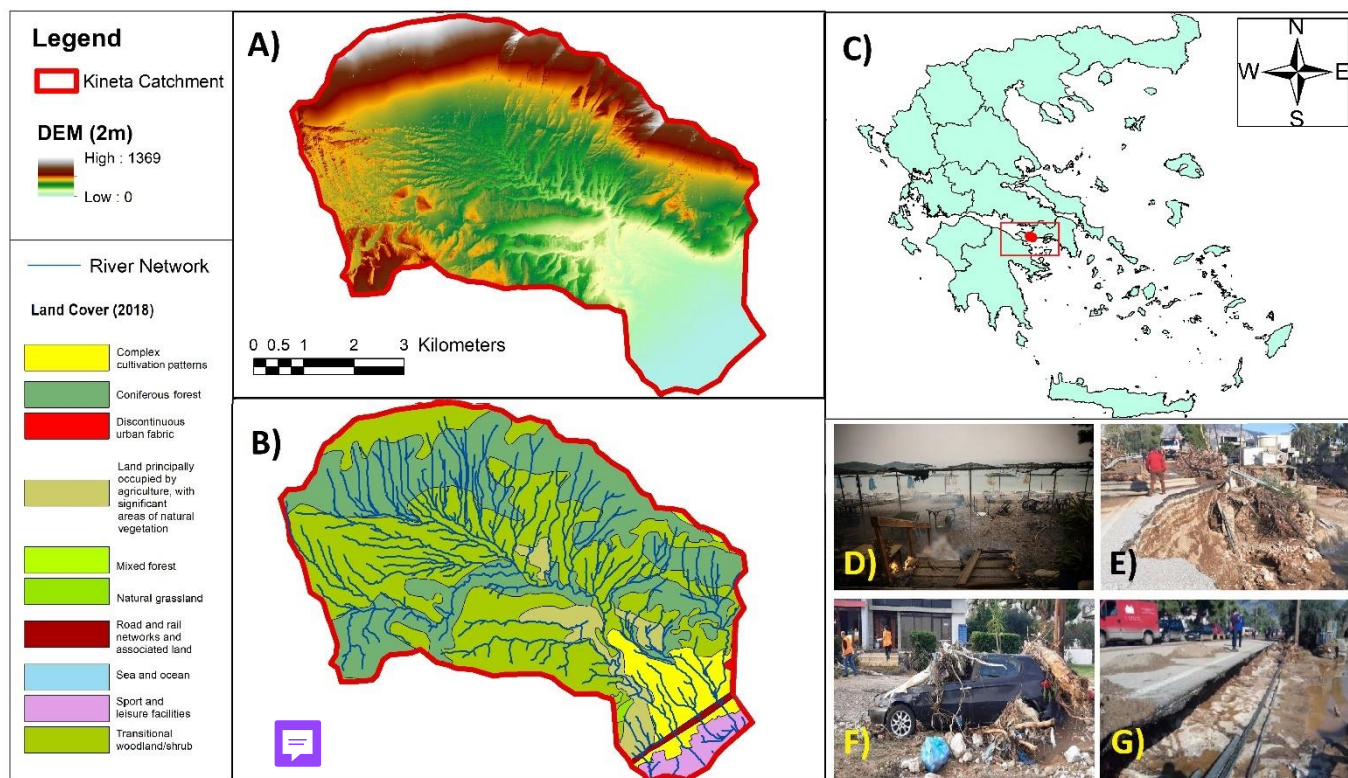 Legend
Kineta Catchment
DEM (2m)
High : 1369
Low : 0
River Network
Land Cover (2018)
Complex
cultivation patterns
Coniferous forest
Discontinuous
urban fabric
Land principally
occupied by
agriculture, with
significant
areas of natural
vegetation
Mixed forest
Natural grassland
Road and rail
networks and
associated land
Sea and ocean
Sport and
leisure facilities
Transitional
woodland/shrub
A)
0 0.5 1 2 3 Kilometers
B)
C)
N
W E
S
D)
E)
F)
G)